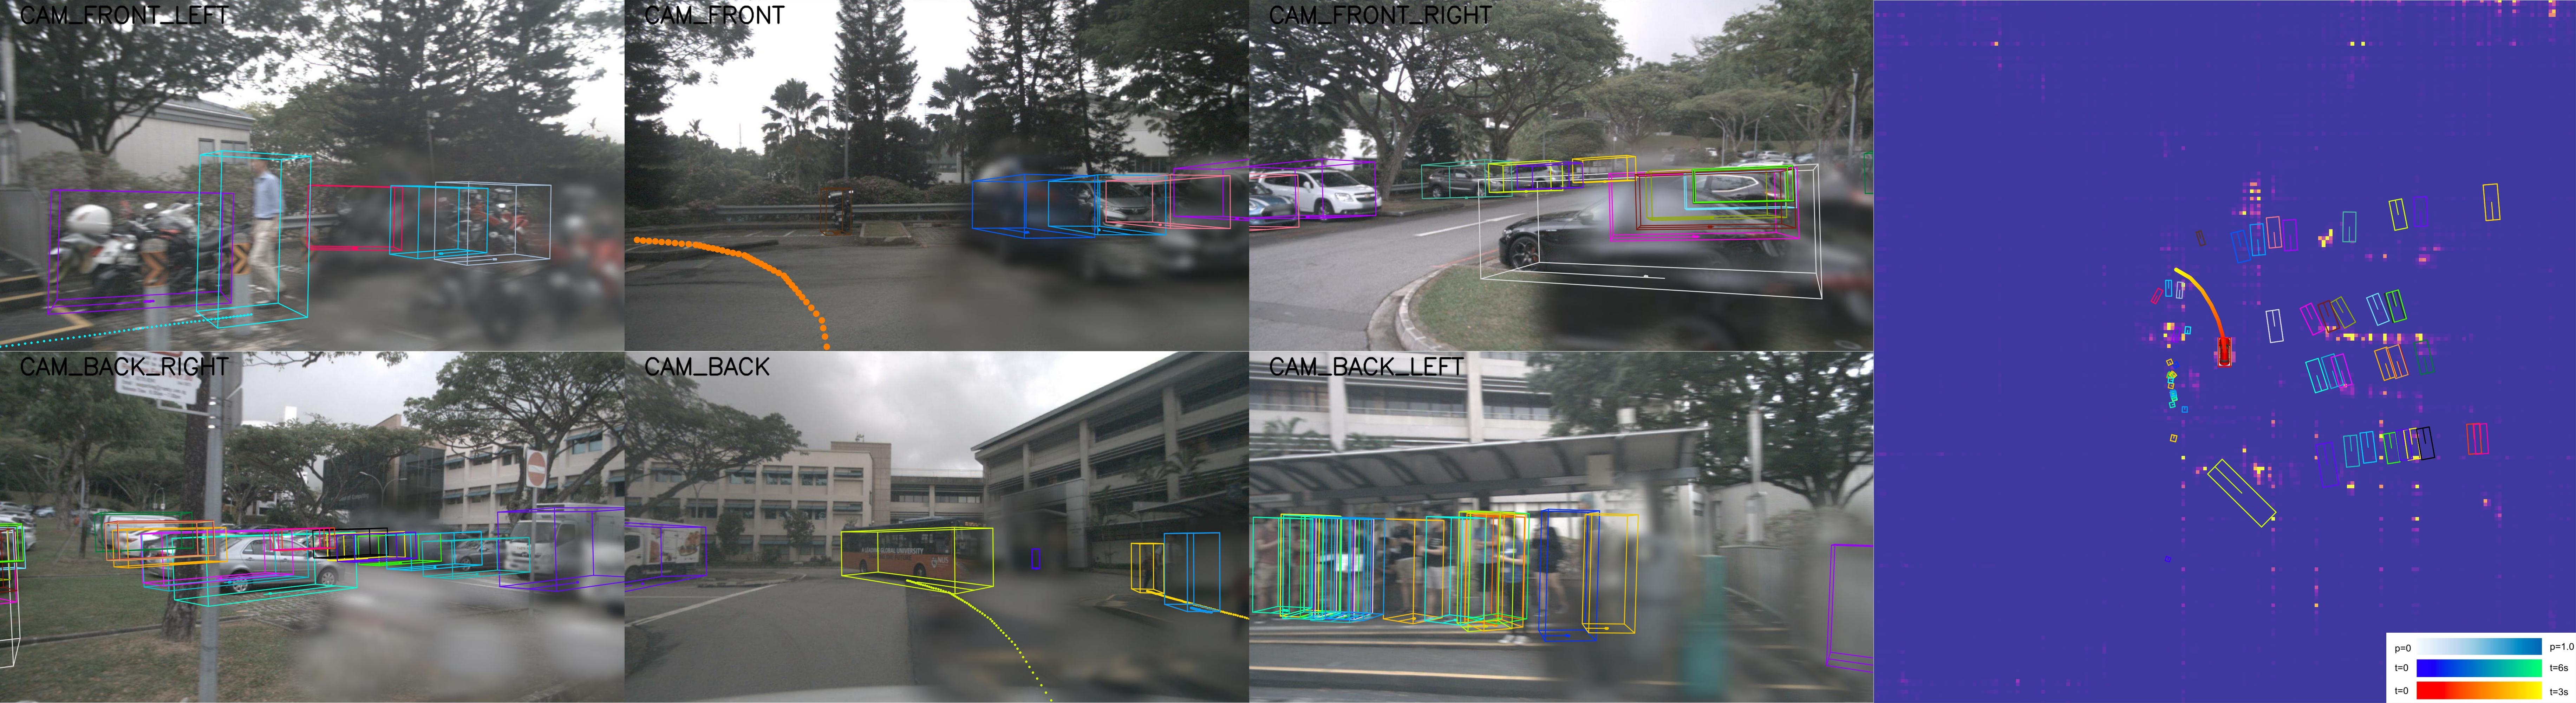 CAM_FRONT_LEFT
CAM_FRONT
CAM_FRONT_RIGHT
CAM_BACK_RIGHT
CAM_BACK
CAM_BACK_LEFT
p=0
p=1.0
t=0
t=6s
t=0
t=3s